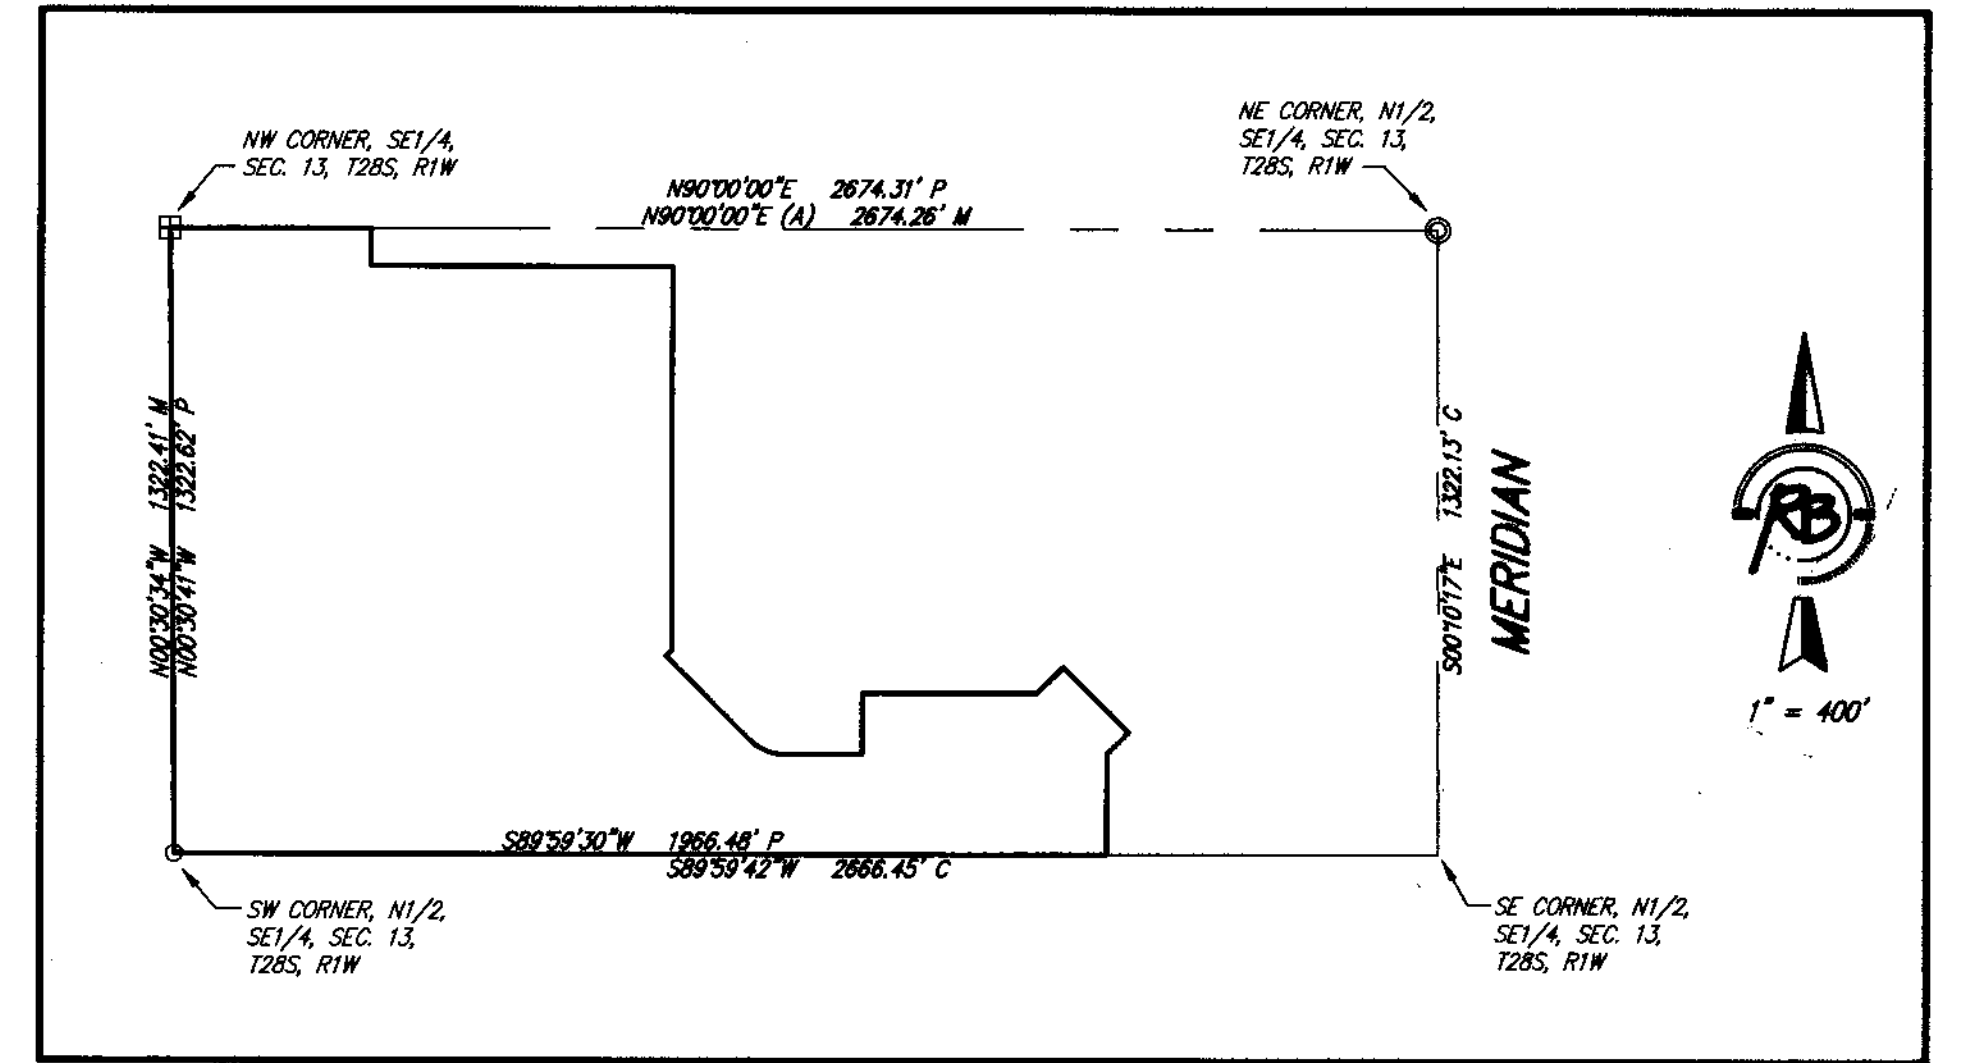 NW CORNER, SE1/4,
SEC. 13, T28S, R1W
NE CORNER, N1/2,
SE1/4, SEC. 13,
T28S, R1W
N90°00'00"E 2674.31' P
N90°00'00"E (A) 2674.26' M
N00°30'34"W 1322.41' M
N00°30'41"W 1322.62' P
S00°10'17"E 1322.13' C
MERIDIAN
RB
1" = 400'
S89°59'30"W 1966.48' P
S89°59'42"W 2666.45' C
SW CORNER, N1/2,
SE1/4, SEC. 13,
T28S, R1W
SE CORNER, N1/2,
SE1/4, SEC. 13,
T28S, R1W